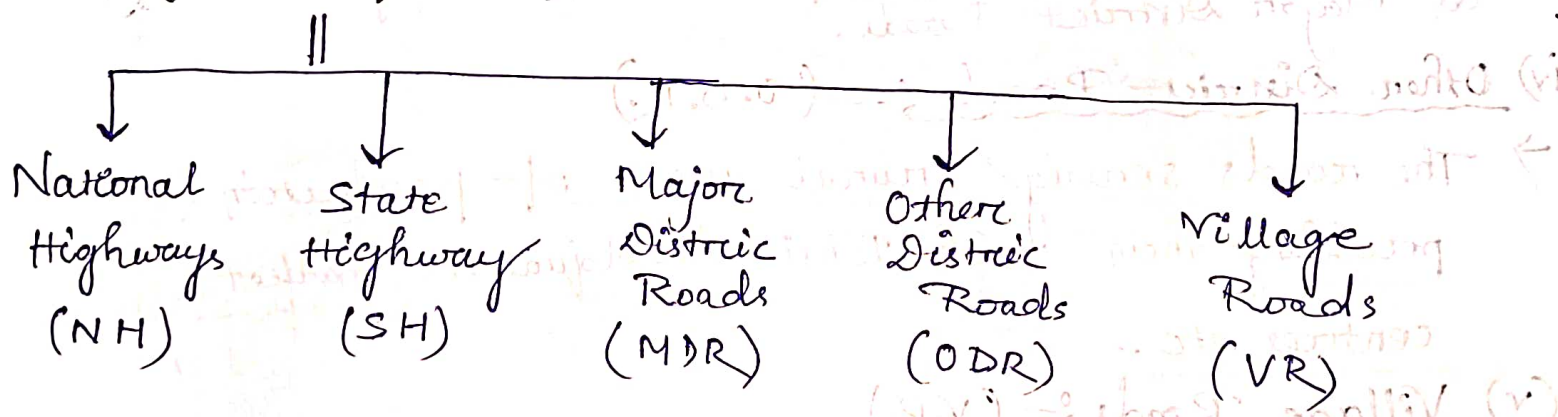 National
Highways
(NH)
State
Highway
(SH)
Major
Distric
Roads
(MDR)
Other
Distric
Roads
(ODR)
Village
Roads
(VR)